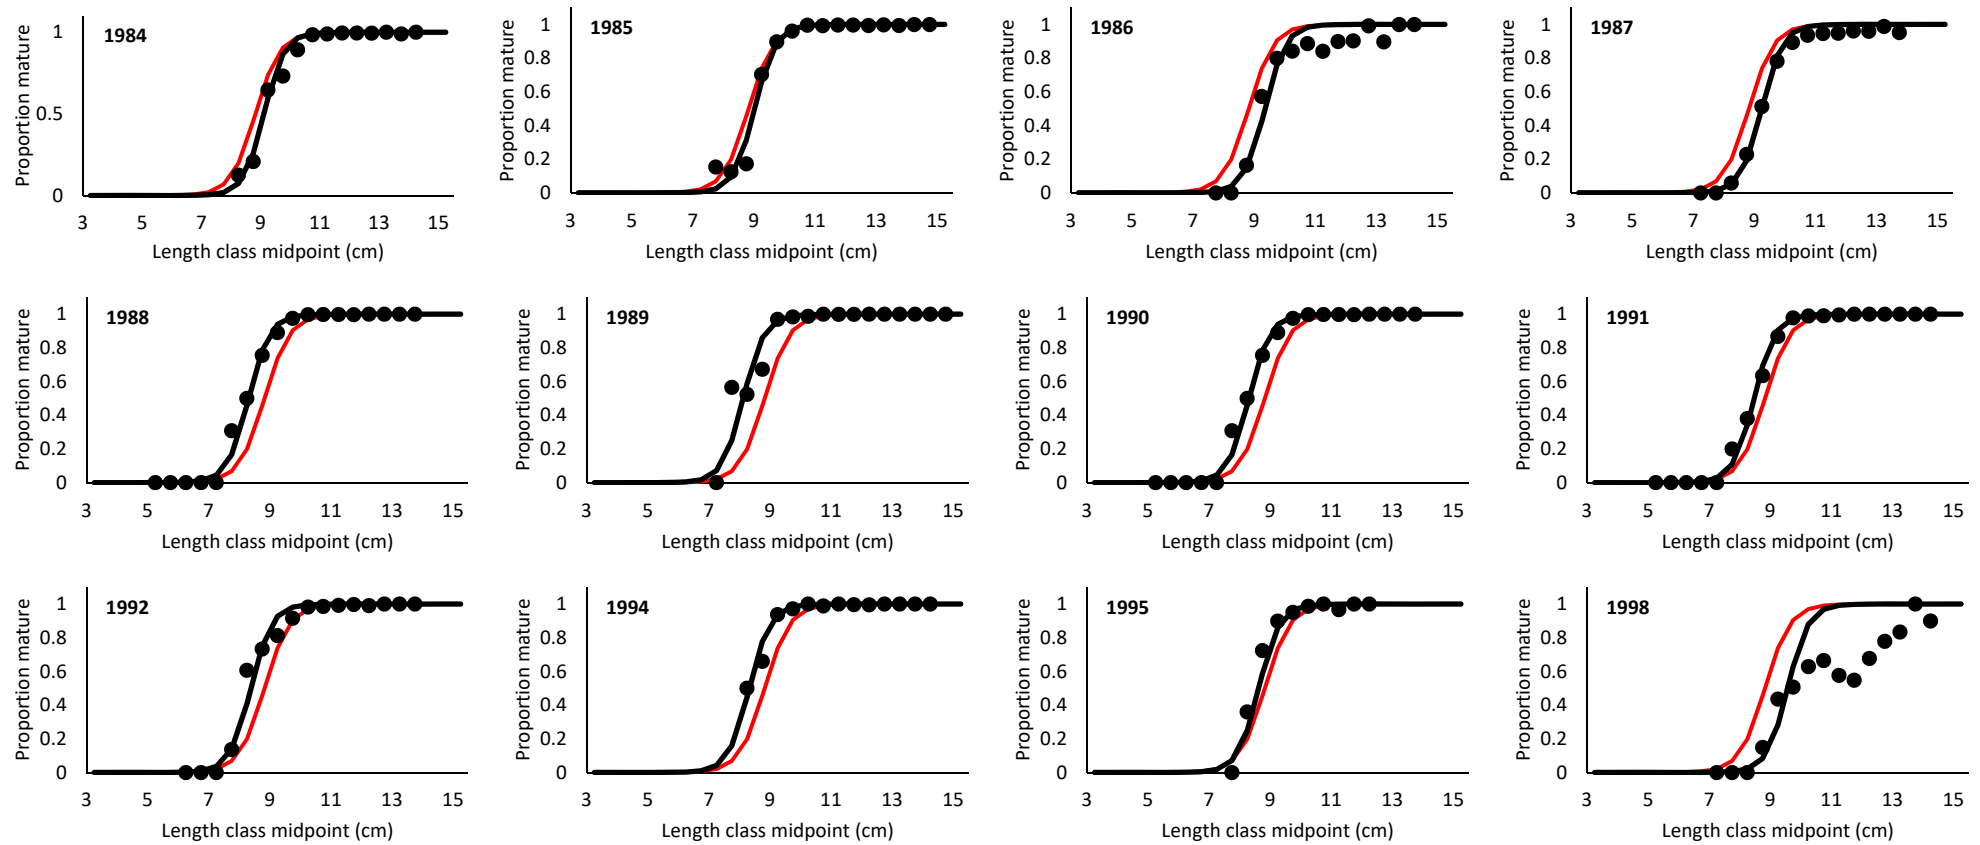 1984
Proportion mature
1
0.5
0
3 5 7 9 11 13 15
Length class midpoint (cm)
1985
Proportion mature
1
0.8
0.6
0.4
0.2
0
3 5 7 9 11 13 15
Length class midpoint (cm)
1986
Proportion mature
1
0.8
0.6
0.4
0.2
0
3 5 7 9 11 13 15
Length class midpoint (cm)
1987
Proportion mature
1
0.8
0.6
0.4
0.2
0
3 5 7 9 11 13 15
Length class midpoint (cm)
1988
Proportion mature
1
0.8
0.6
0.4
0.2
0
3 5 7 9 11 13 15
Length class midpoint (cm)
1989
Proportion mature
1
0.8
0.6
0.4
0.2
0
3 5 7 9 11 13 15
Length class midpoint (cm)
1990
Proportion mature
1
0.8
0.6
0.4
0.2
0
3 5 7 9 11 13 15
Length class midpoint (cm)
1991
Proportion mature
1
0.8
0.6
0.4
0.2
0
3 5 7 9 11 13 15
Length class midpoint (cm)
1992
Proportion mature
1
0.8
0.6
0.4
0.2
0
3 5 7 9 11 13 15
Length class midpoint (cm)
1994
Proportion mature
1
0.8
0.6
0.4
0.2
0
3 5 7 9 11 13 15
Length class midpoint (cm)
1995
Proportion mature
1
0.8
0.6
0.4
0.2
0
3 5 7 9 11 13 15
Length class midpoint (cm)
1998
Proportion mature
1
0.8
0.6
0.4
0.2
0
3 5 7 9 11 13 15
Length class midpoint (cm)